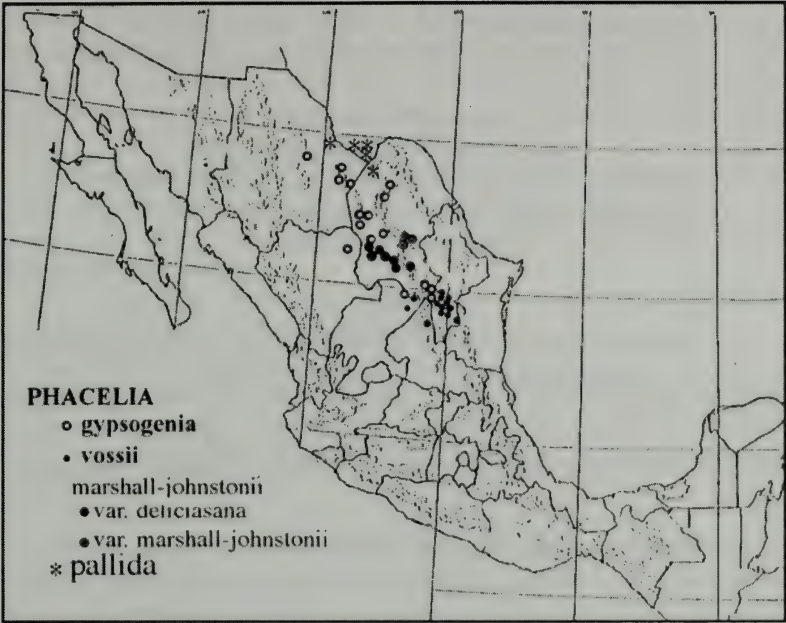 PHACELIA
o gypsogenia
• vossii
marshall-johnstonii
● var. deliciasana
● var. marshall-johnstonii
* pallida